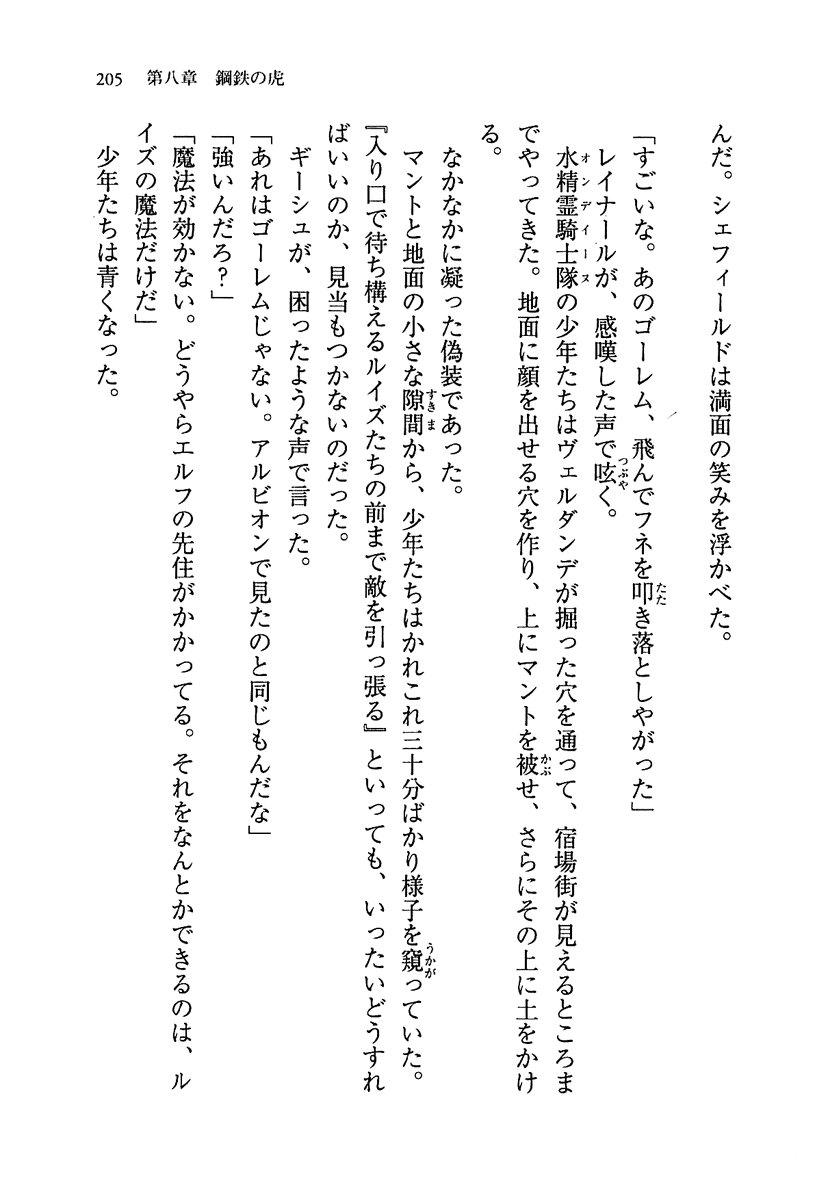 205　第八章　鋼鉄の虎
んだ。シェフィールドは満面の笑みを浮かべた。
「すごいな。あのゴーレム、飛んでフネを叩き落としやがった」
レイナールが、感嘆した声で呟く。
水精霊騎士隊の少年たちはヴェルダンデが掘った穴を通って、宿場街が見えるところま
でやってきた。地面に顔を出せる穴を作り、上にマントを被せ、さらにその上に土をかけ
る。
なかなかに凝った偽装であった。
マントと地面の小さな隙間から、少年たちはかれこれ三十分ばかり様子を窺っていた。
『入り口で待ち構えるルイズたちの前まで敵を引っ張る』といっても、いったいどうすれ
ばいいのか、見当もつかないのだった。
ギーシュが、困ったような声で言った。
「あれはゴーレムじゃない。アルビオンで見たのと同じもんだな」
「強いんだろ？」
「魔法が効かない。どうやらエルフの先住がかかってる。それをなんとかできるのは、ル
イズの魔法だけだ」
少年たちは青くなった。